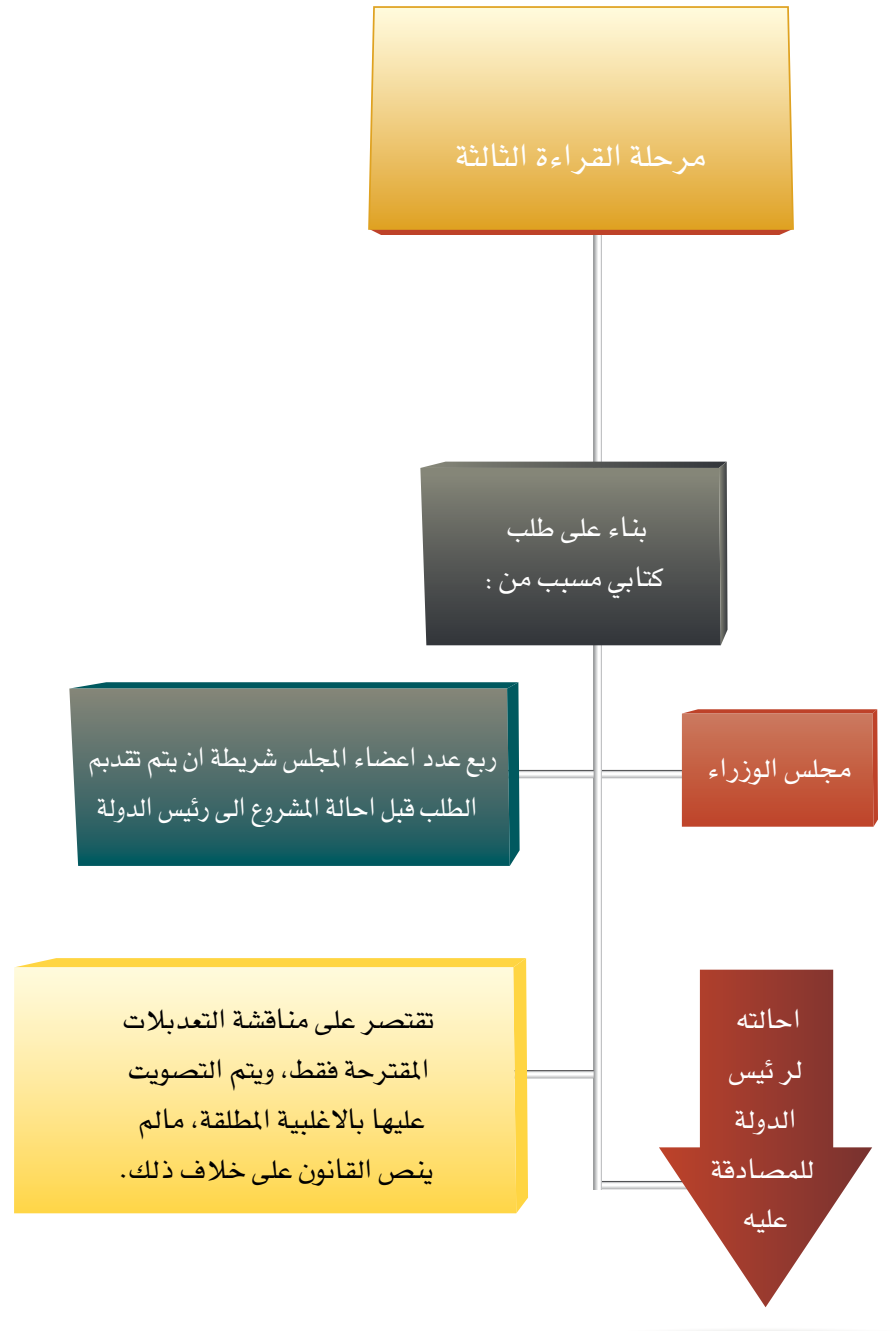 مرحلة القراءة الثالثة
بناء على طلب
كتابي مسبب من :
مجلس الوزراء
ربع عدد اعضاء المجلس شريطة ان يتم تقديم
الطلب قبل احالة المشروع الى رئيس الدولة
تقتصر على مناقشة التعديلات
المقترحة فقط، ويتم التصويت
عليها بالاغلبية المطلقة، مالم
ينص القانون على خلاف ذلك.
احالته
لرئيس
الدولة
للمصادقة
عليه